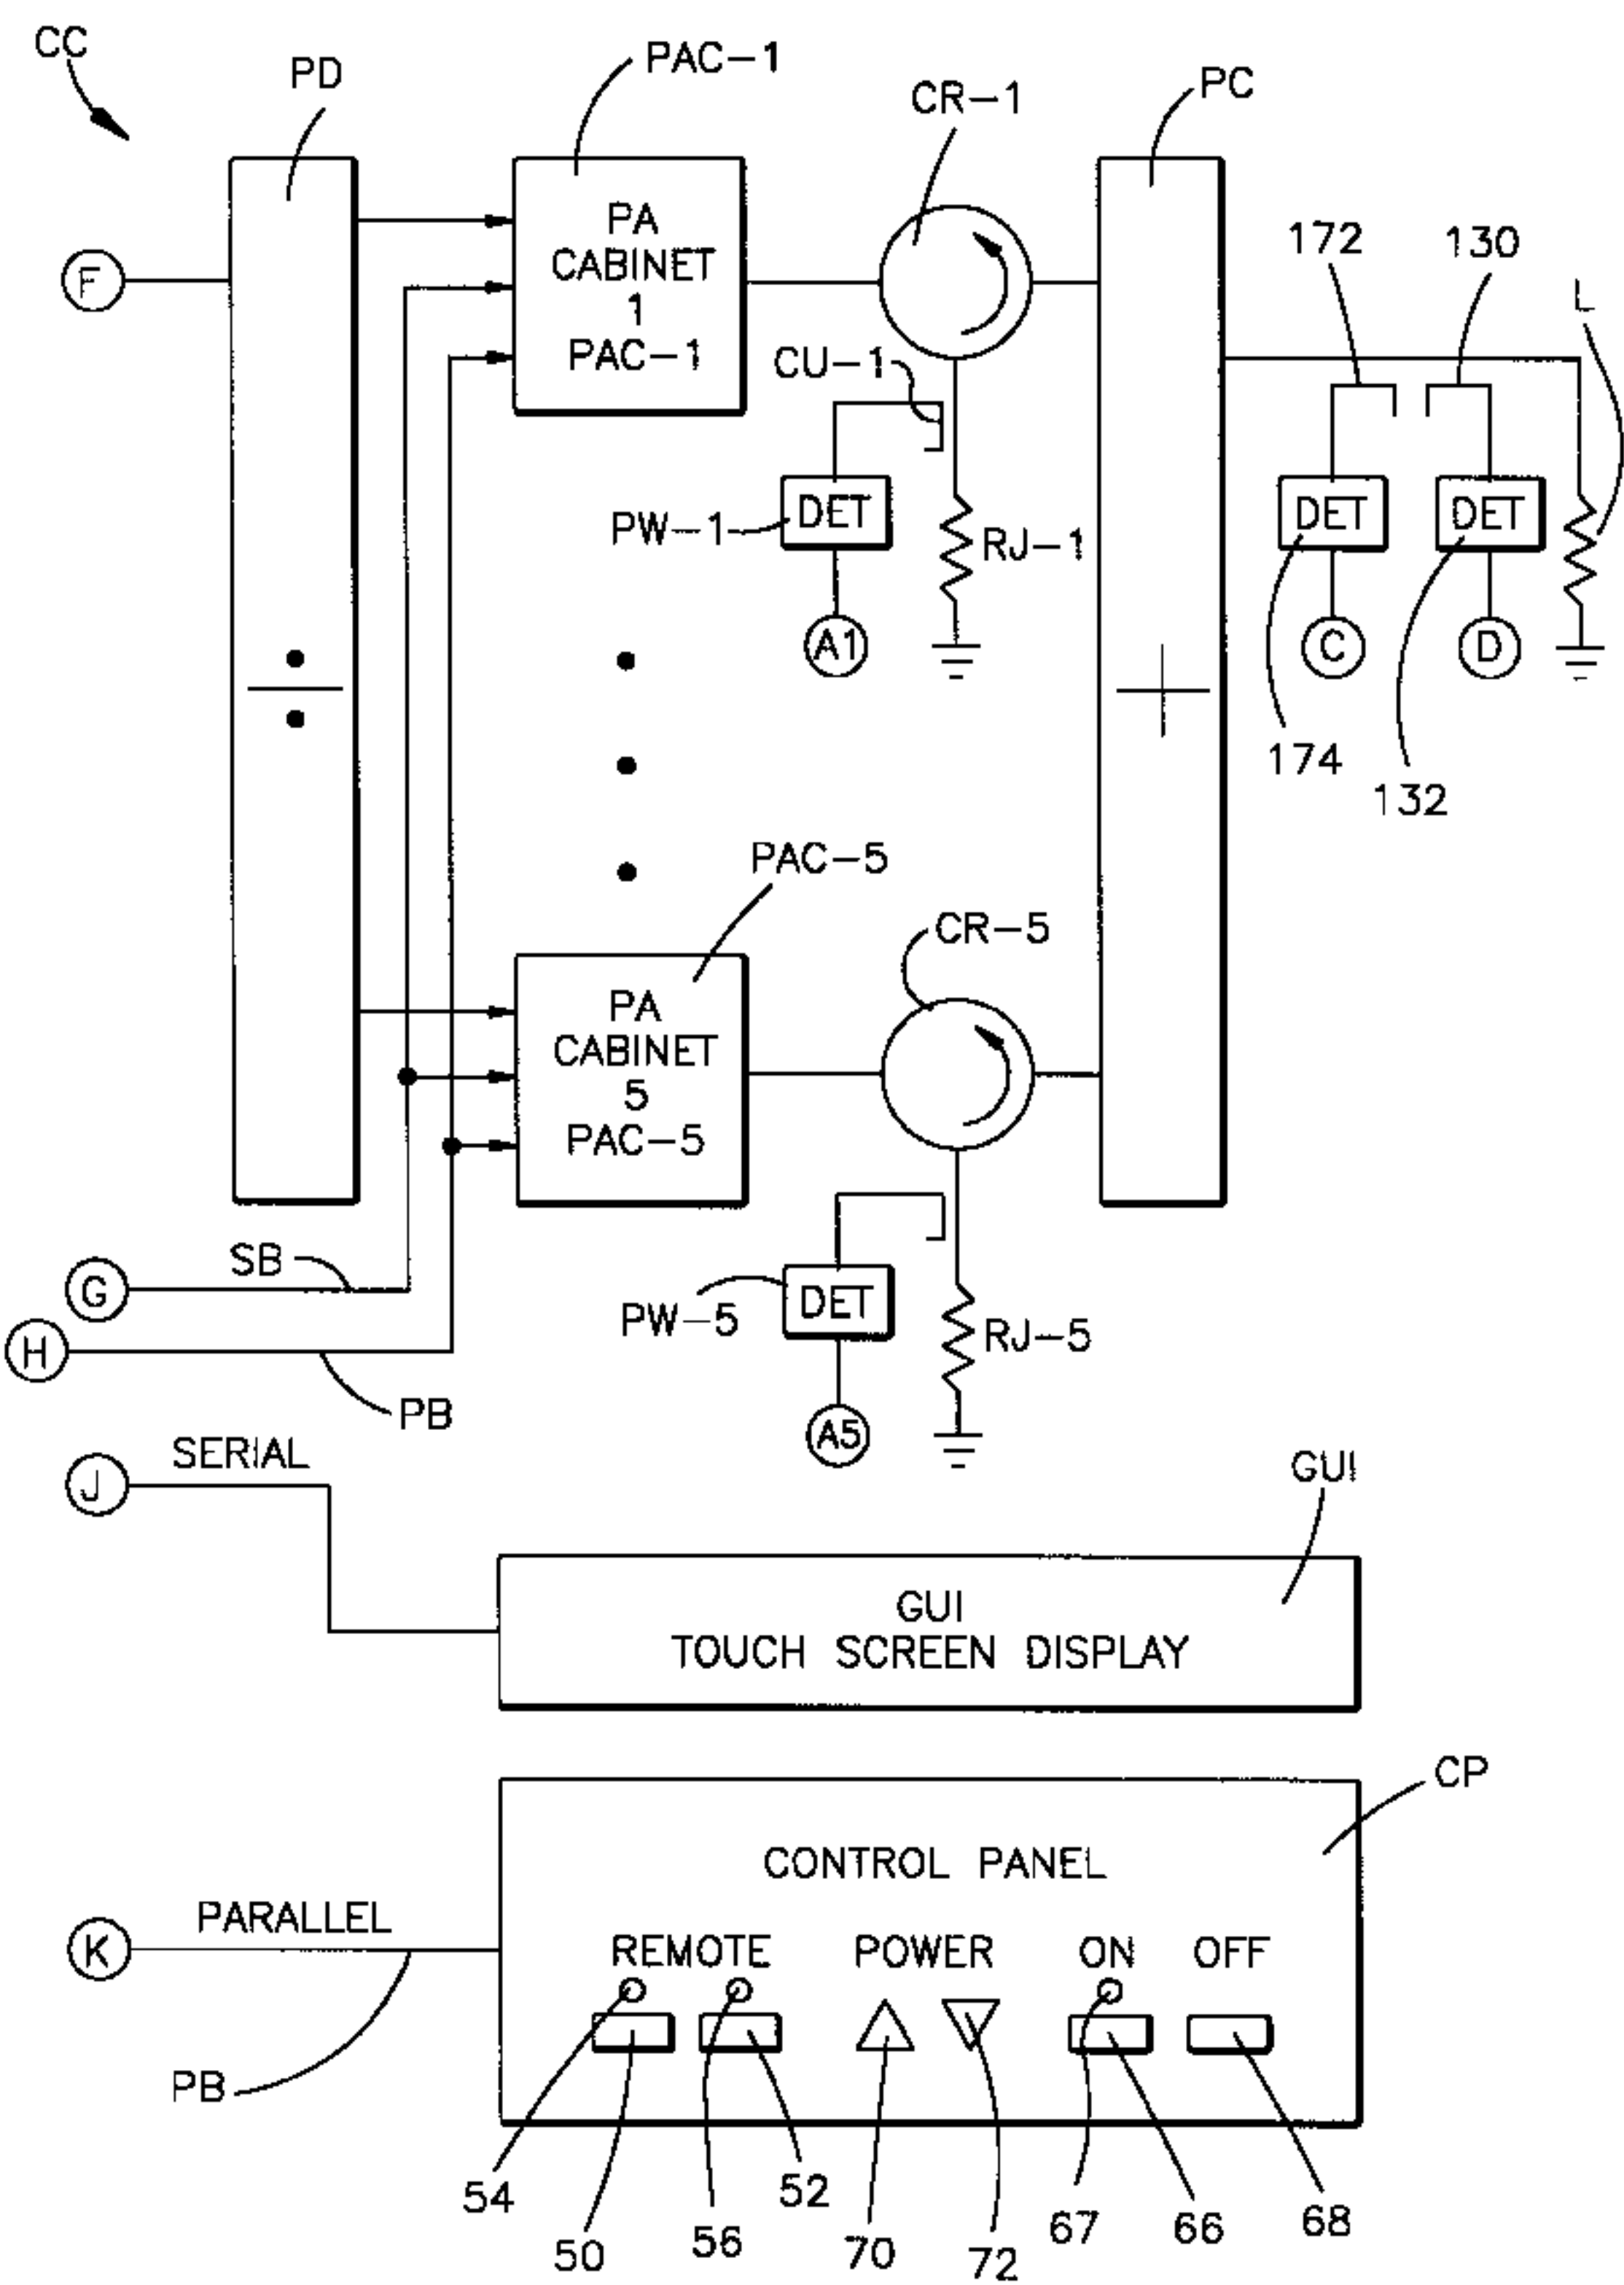 CC
PD
PAC-1
CR-1
PC
172
130
L
F
PA
CABINET
1
PAC-1
CU-1
PW-1
DET
RJ-1
DET
DET
A1
C
D
174
132
PAC-5
CR-5
PA
CABINET
5
PAC-5
SB
G
H
PB
PW-5
DET
RJ-5
A5
SERIAL
J
GUI
GUI
TOUCH SCREEN DISPLAY
CP
CONTROL PANEL
PARALLEL
K
REMOTE POWER ON OFF
PB
54
50
56
52
70
72
67
66
68